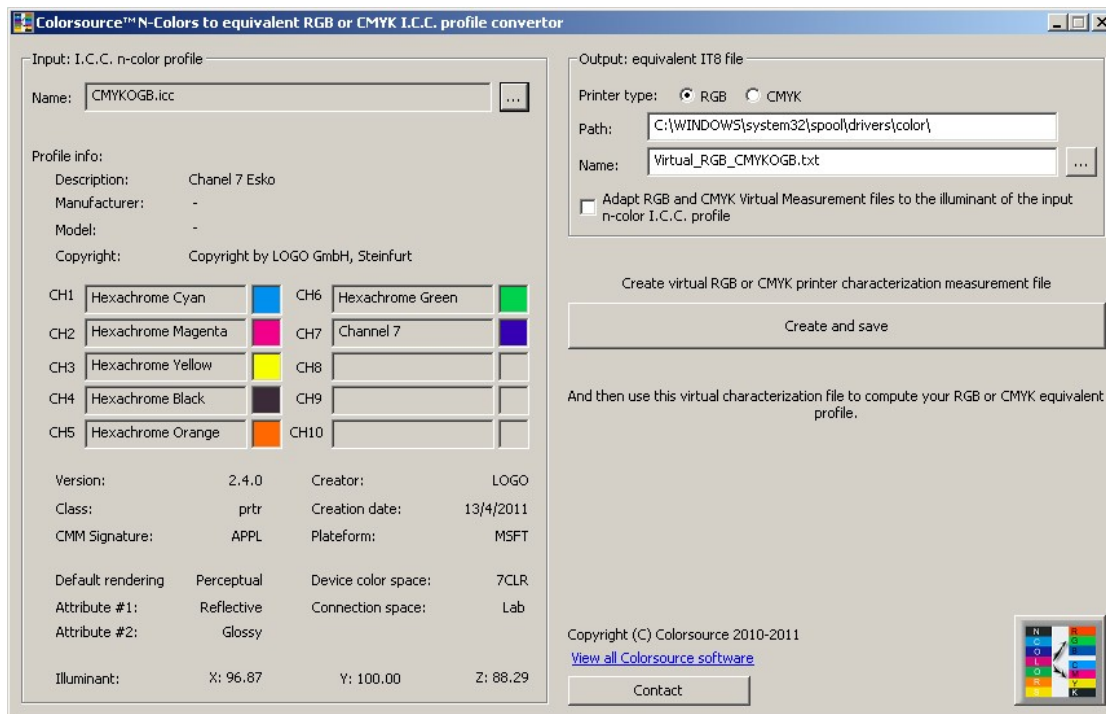 Colorsource™ N-Colors to equivalent RGB or CMYK I.C.C. profile convertor
Input: I.C.C. n-color profile
Name: CMYKOGB.icc ...
Profile info:
Description: Chanel 7 Esko
Manufacturer: -
Model: -
Copyright: Copyright by LOGO GmbH, Steinfurt
CH1 Hexachrome Cyan CH6 Hexachrome Green
CH2 Hexachrome Magenta CH7 Channel 7
CH3 Hexachrome Yellow CH8
CH4 Hexachrome Black CH9
CH5 Hexachrome Orange CH10
Version: 2.4.0 Creator: LOGO
Class: prtr Creation date: 13/4/2011
CMM Signature: APPL Plateform: MSFT
Default rendering Perceptual Device color space: 7CLR
Attribute #1: Reflective Connection space: Lab
Attribute #2: Glossy
Illuminant: X: 96.87 Y: 100.00 Z: 88.29
Output: equivalent IT8 file
Printer type: RGB CMYK
Path: C:\WINDOWS\system32\spool\drivers\color\
Name: Virtual_RGB_CMYKOGB.txt ...
Adapt RGB and CMYK Virtual Measurement files to the illuminant of the input
n-color I.C.C. profile
Create virtual RGB or CMYK printer characterization measurement file
Create and save
And then use this virtual characterization file to compute your RGB or CMYK equivalent
profile.
Copyright (C) Colorsource 2010-2011
View all Colorsource software
Contact
N COLORS
RGB
CMYK